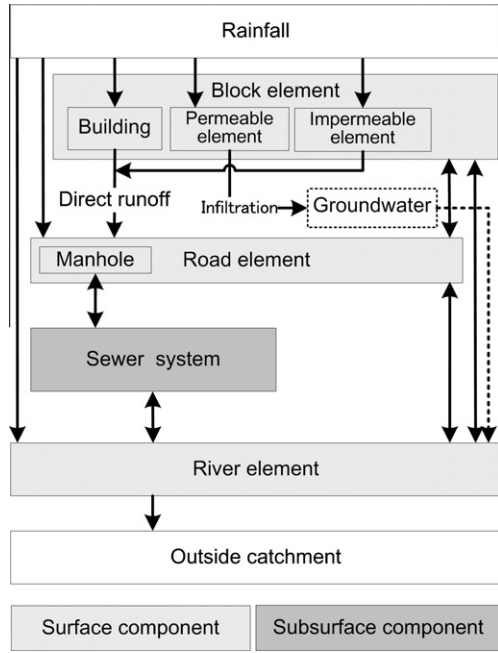 Rainfall
Block element
Building
Permeable
element
Impermeable
element
Direct runoff
Infiltration
Groundwater
Manhole
Road element
Sewer system
River element
Outside catchment
Surface component
Subsurface component